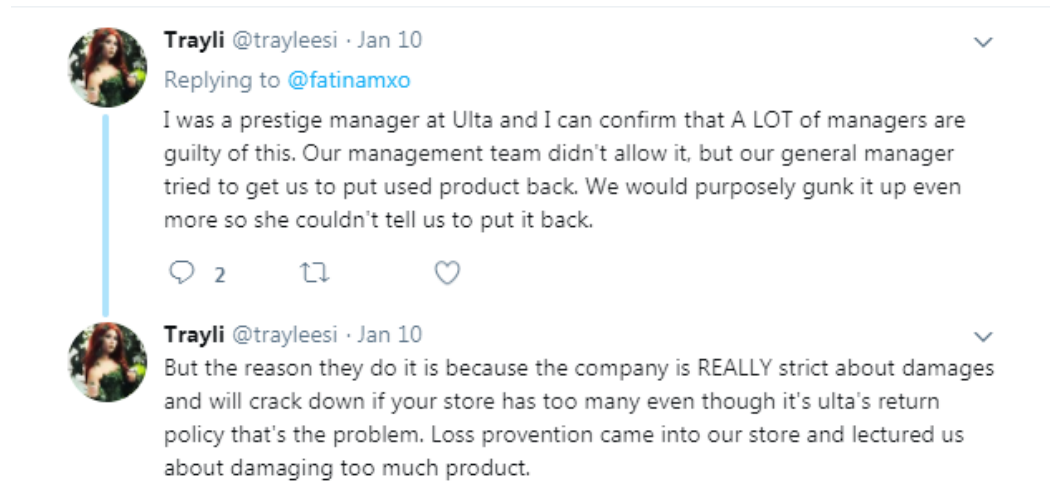 Trayli @trayleesi · Jan 10
Replying to @fatinamxo
I was a prestige manager at Ulta and I can confirm that A LOT of managers are
guilty of this. Our management team didn't allow it, but our general manager
tried to get us to put used product back. We would purposely gunk it up even
more so she couldn't tell us to put it back.
2
Trayli @trayleesi · Jan 10
But the reason they do it is because the company is REALLY strict about damages
and will crack down if your store has too many even though it's ulta's return
policy that's the problem. Loss provention came into our store and lectured us
about damaging too much product.